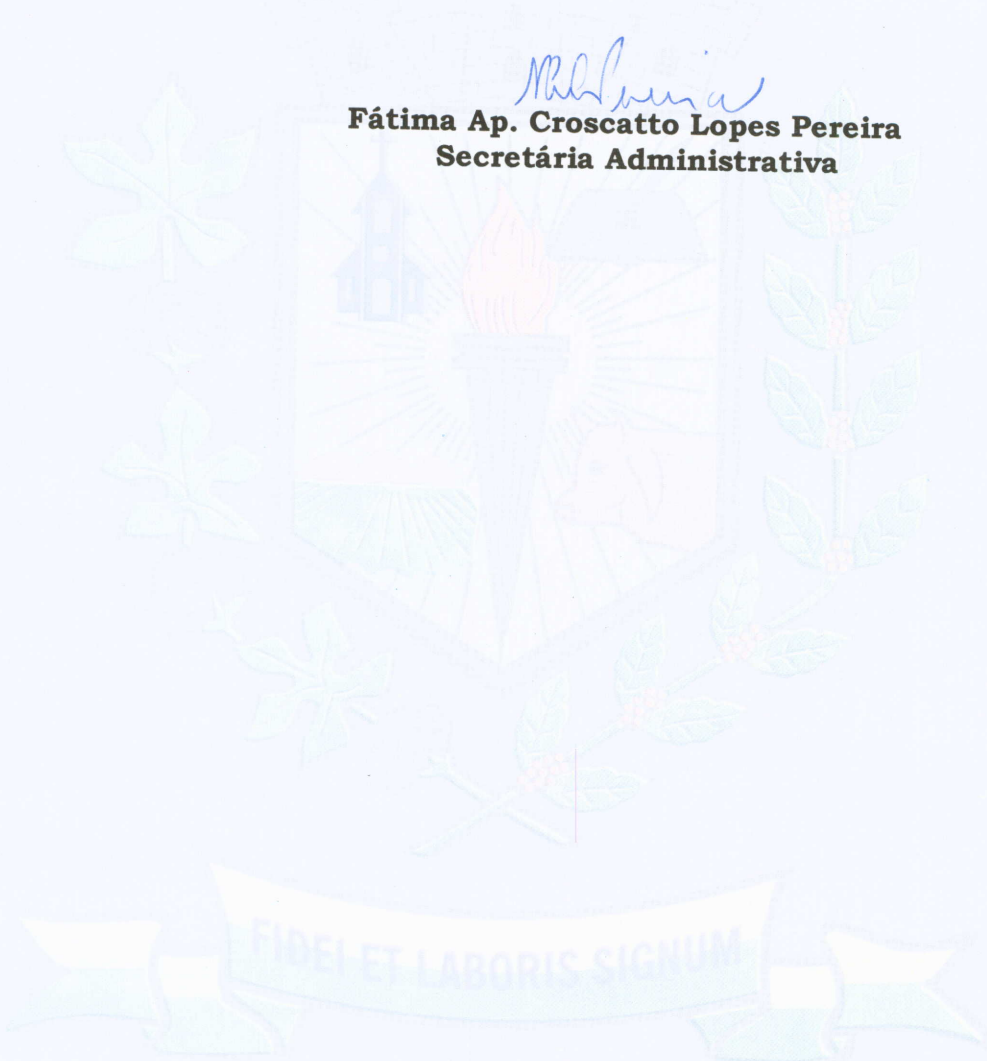 Fátima Ap. Croscatto Lopes Pereira
Secretária Administrativa
FIDEI ET LABORIS SIGNUM